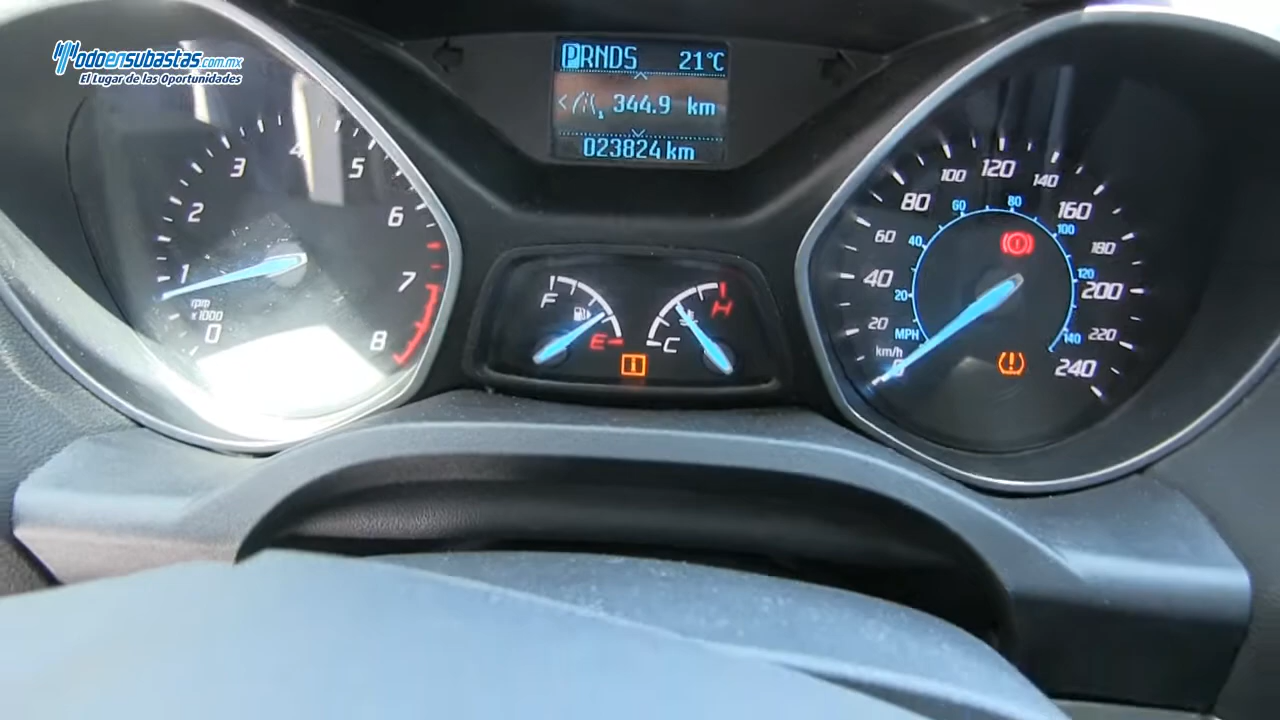 TodoenSubastas.com.mx
El Lugar de las Oportunidades
PRNDS 21°C
344.9 km
023824 km
0 1 2 3 4 5 6 7 8
rpm
x1000
F E
C H
0 20 40 60 80 100 120 140 160 180 200 220 240
km/h
20 40 60 80 100 120 140
MPH